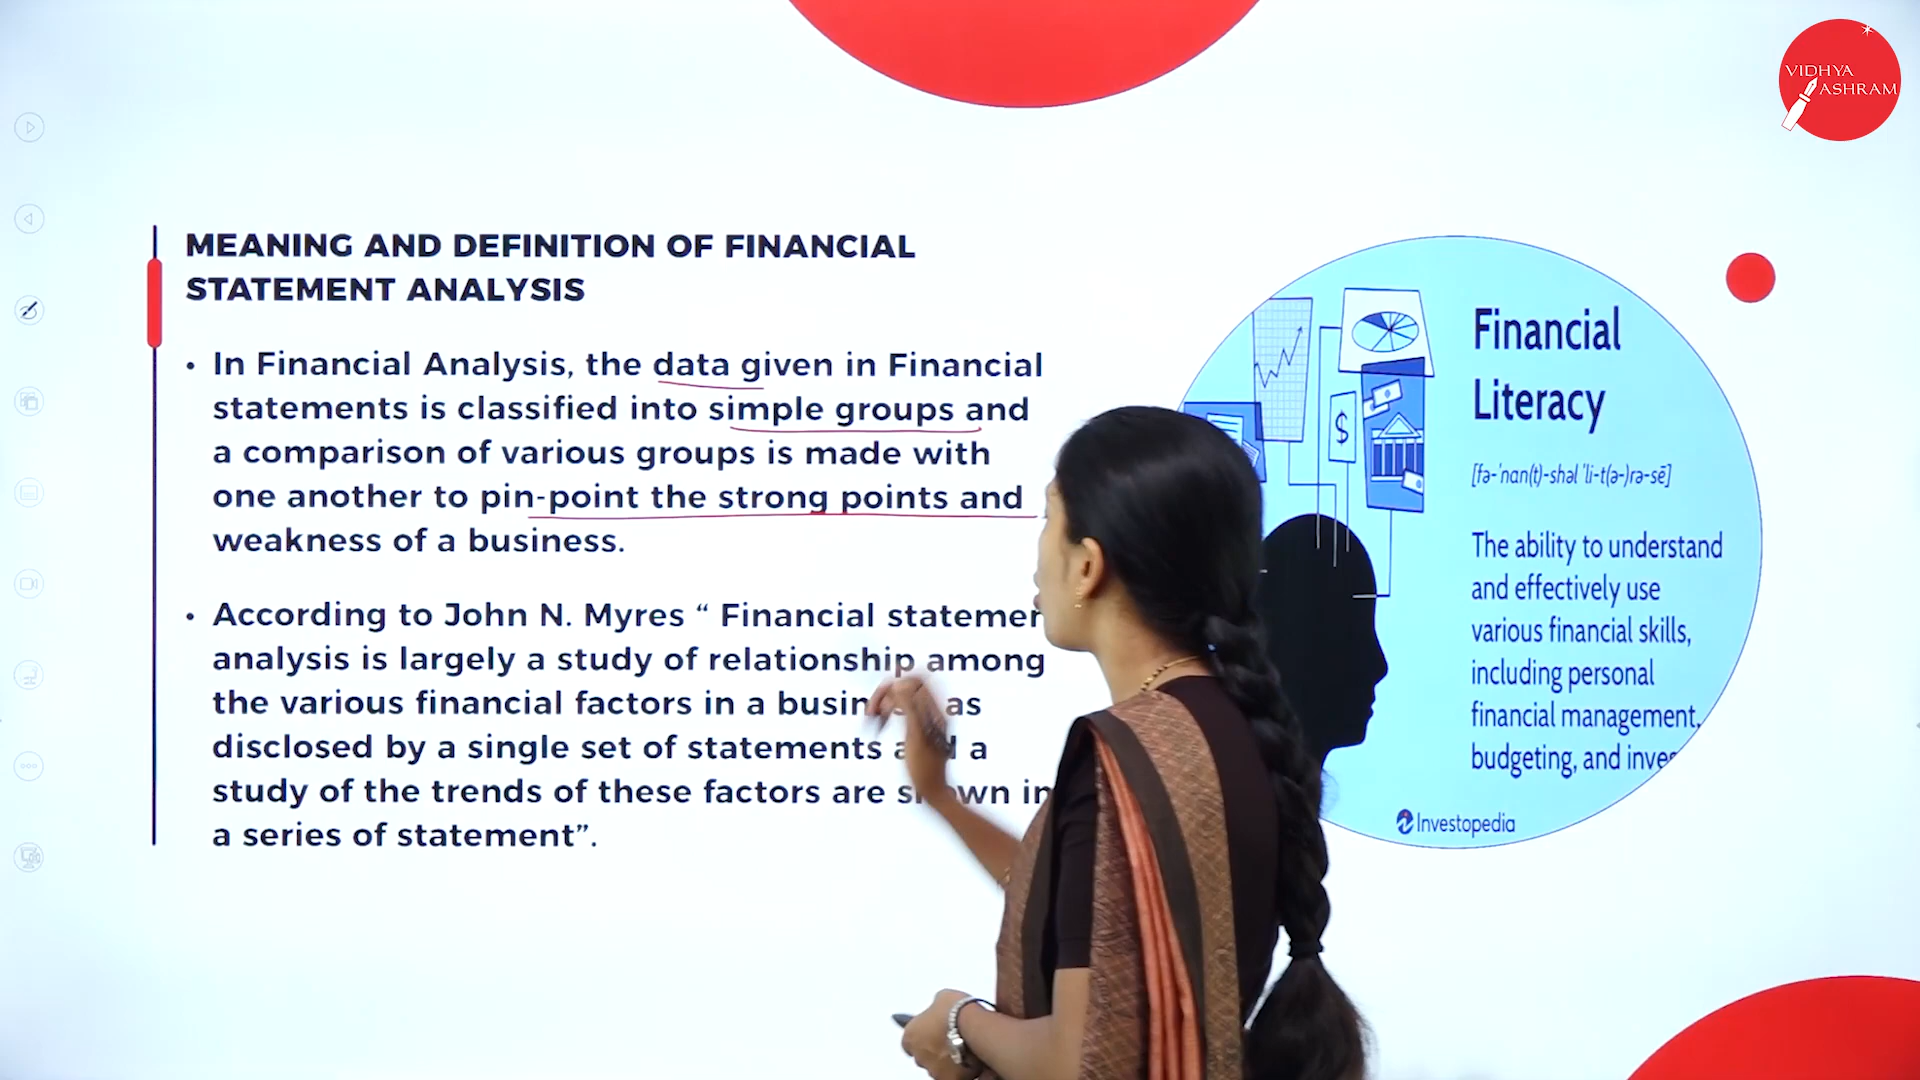 VIDHYA
ASHRAM
MEANING AND DEFINITION OF FINANCIAL
STATEMENT ANALYSIS
• In Financial Analysis, the data given in Financial
statements is classified into simple groups and
a comparison of various groups is made with
one another to pin-point the strong points and
weakness of a business.
• According to John N. Myres “ Financial
analysis is largely a study of relationship among
the various financial factors in a as
disclosed by a single set of statements a
study of the trends of these factors are in
a series of statement”.
Financial
Literacy
[fə-ˈnan(t)-shəl ˈli-t(ə-)rə-sē]
The ability to understand
and effectively use
various financial skills,
including personal
financial management,
budgeting, and
Investopedia
$